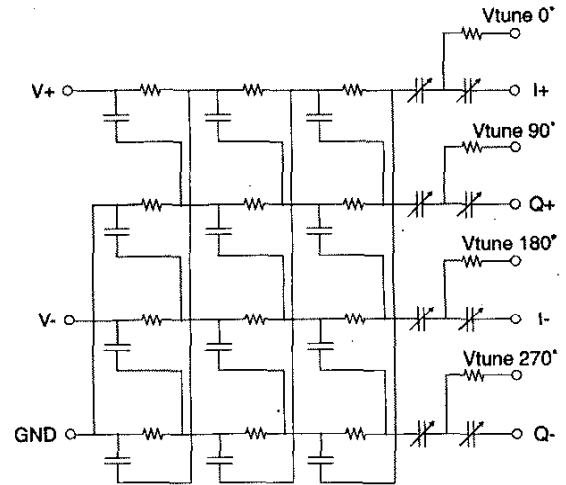 Vtune 0°
V+
I+
Vtune 90°
Q+
Vtune 180°
V-
I-
Vtune 270°
GND
Q-